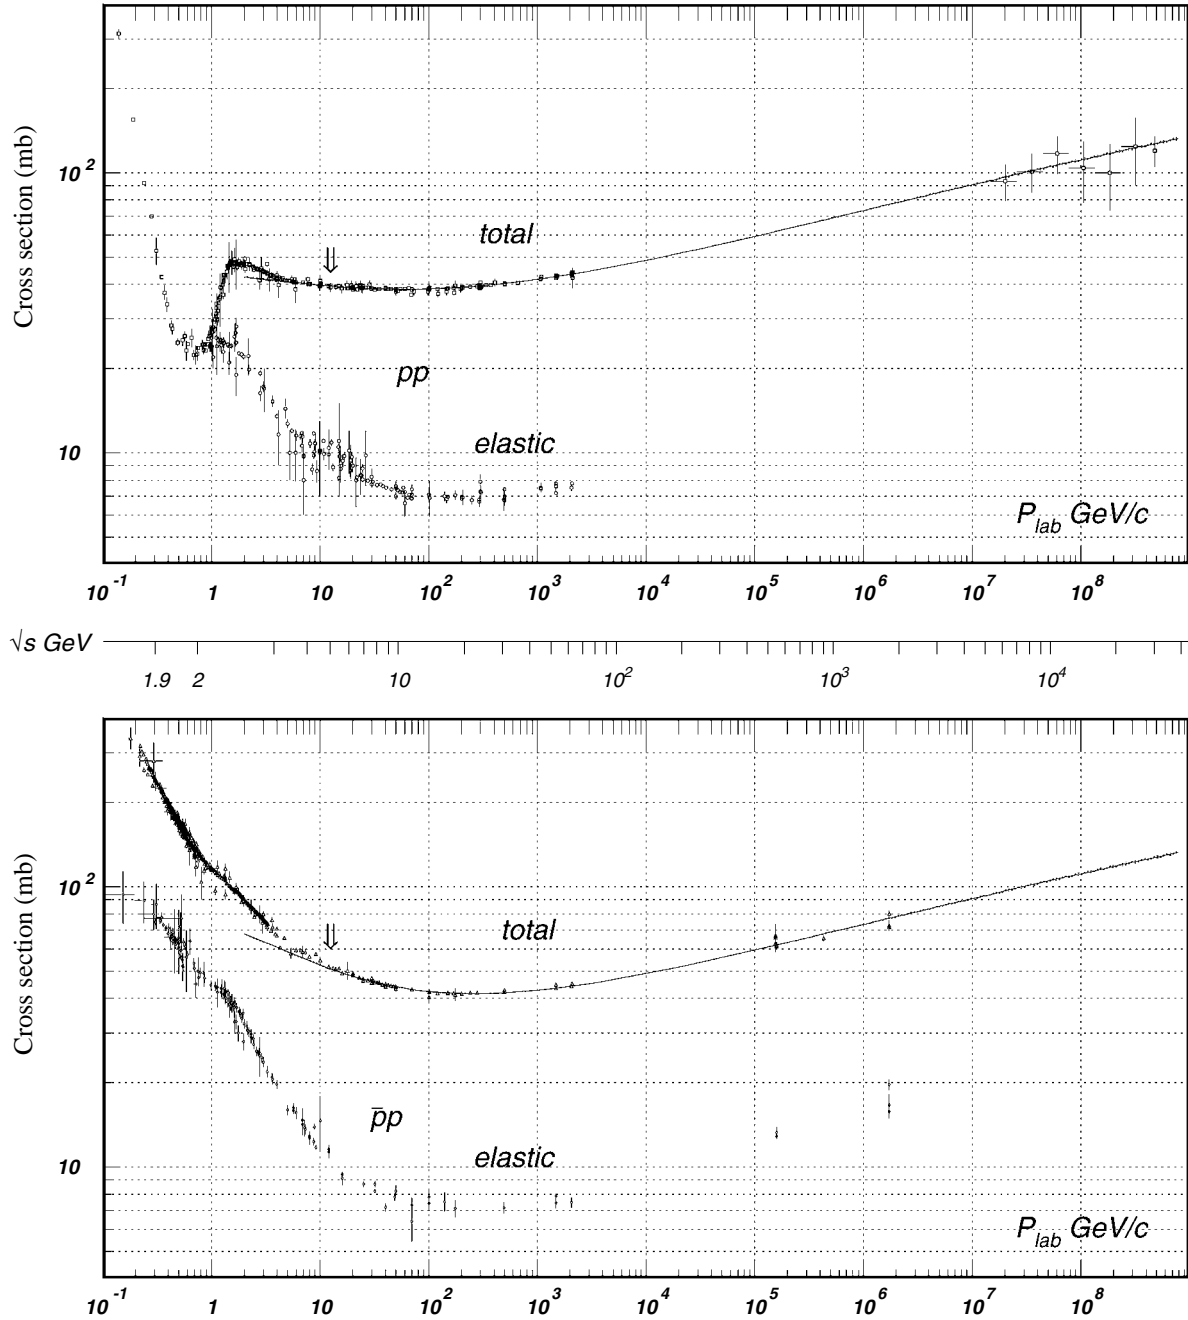 Cross section (mb)
10²
10
total
⇓
pp
elastic
P_lab GeV/c
10⁻¹ 1 10 10² 10³ 10⁴ 10⁵ 10⁶ 10⁷ 10⁸
√s GeV
1.9 2 10 10² 10³ 10⁴
Cross section (mb)
10²
10
total
⇓
p̅p
elastic
P_lab GeV/c
10⁻¹ 1 10 10² 10³ 10⁴ 10⁵ 10⁶ 10⁷ 10⁸